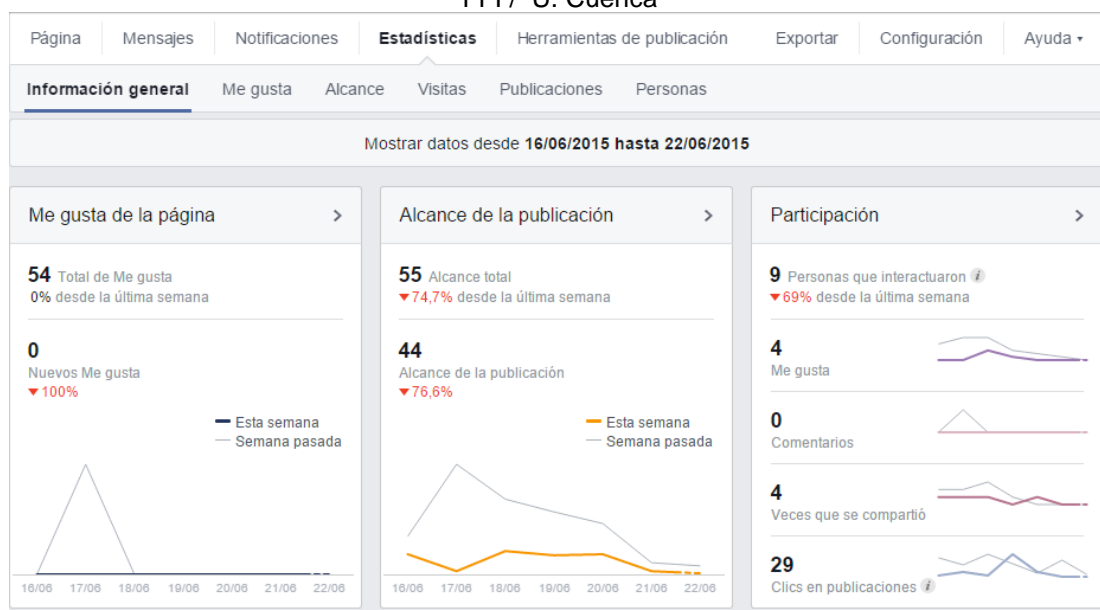 U. Cuenca
Página Mensajes Notificaciones Estadísticas Herramientas de publicación Exportar Configuración Ayuda
Información general Me gusta Alcance Visitas Publicaciones Personas
Mostrar datos desde 16/06/2015 hasta 22/06/2015
Me gusta de la página
54 Total de Me gusta
0% desde la última semana
0
Nuevos Me gusta
▼100%
Esta semana
Semana pasada
16/06 17/06 18/06 19/06 20/06 21/06 22/06
Alcance de la publicación
55 Alcance total
▼74,7% desde la última semana
44
Alcance de la publicación
▼76,6%
Esta semana
Semana pasada
16/06 17/06 18/06 19/06 20/06 21/06 22/06
Participación
9 Personas que interactuaron i
▼69% desde la última semana
4
Me gusta
0
Comentarios
4
Veces que se compartió
29
Clics en publicaciones i